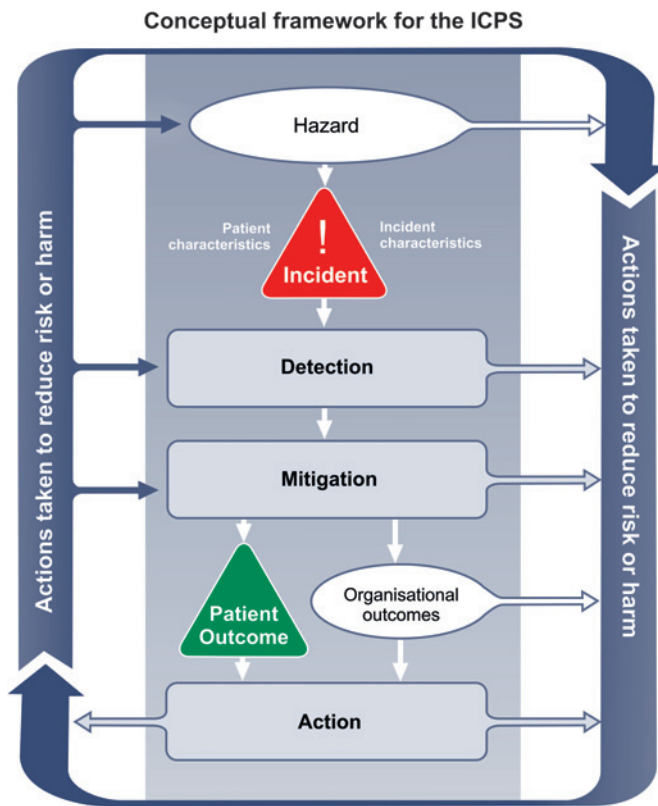 Conceptual framework for the ICPS
Hazard
Patient
characteristics
Incident
characteristics
!
Incident
Detection
Mitigation
Patient
Outcome
Organisational
outcomes
Action
Actions taken to reduce risk or harm
Actions taken to reduce risk or harm